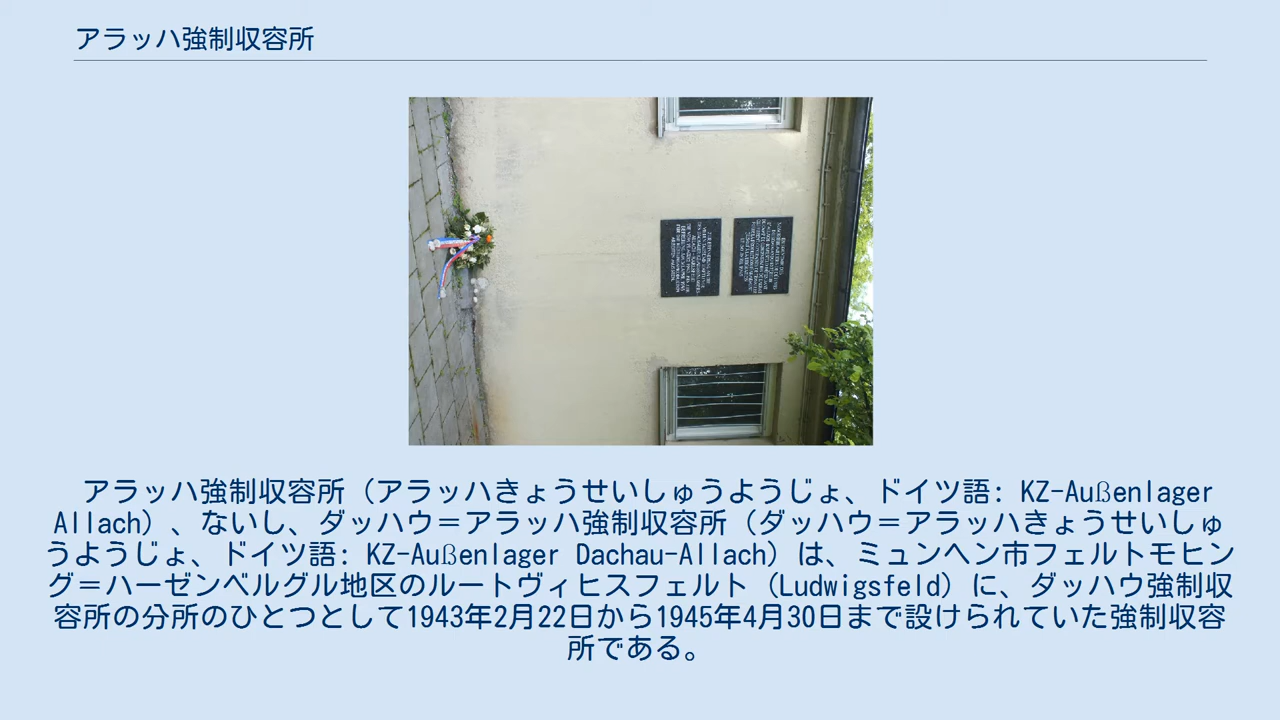 アラッハ強制収容所
アラッハ強制収容所（アラッハきょうせいしゅうようじょ、ドイツ語: KZ-Außenlager
Allach）、ないし、ダッハウ＝アラッハ強制収容所（ダッハウ＝アラッハきょうせいしゅ
うようじょ、ドイツ語: KZ-Außenlager Dachau-Allach）は、ミュンヘン市フェルトモヒン
グ＝ハーゼンベルグル地区のルートヴィヒスフェルト（Ludwigsfeld）に、ダッハウ強制収
容所の分所のひとつとして1943年2月22日から1945年4月30日まで設けられていた強制収容
所である。